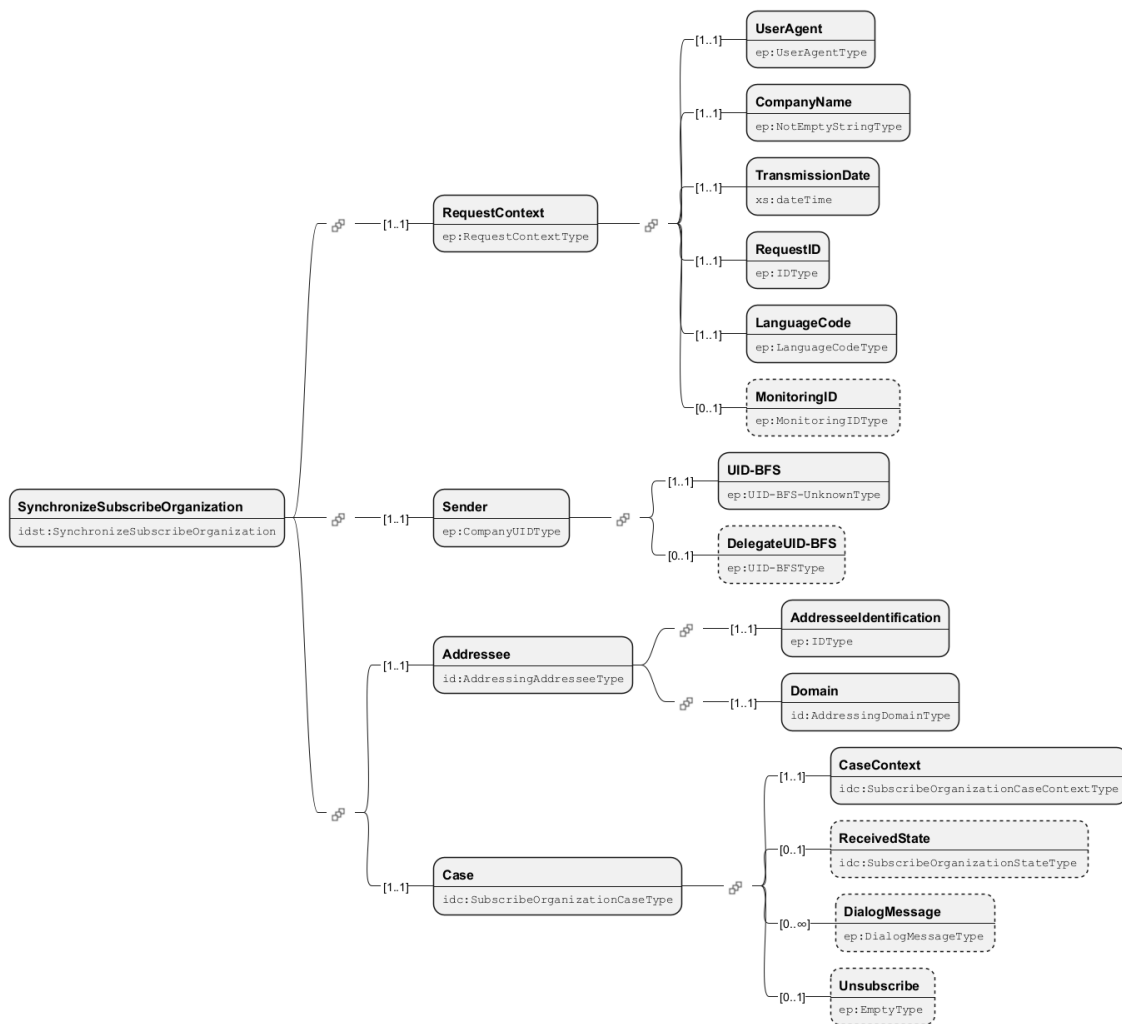 UserAgent
[1..1]
ep:UserAgentType
CompanyName
[1..1]
ep:NotEmptyStringType
TransmissionDate
[1..1]
xs:dateTime
RequestContext
[1..1]
ep:RequestContextType
RequestID
[1..1]
ep:IDType
LanguageCode
[1..1]
ep:LanguageCodeType
MonitoringID
[0..1]
ep:MonitoringIDType
UID-BFS
[1..1]
ep:UID-BFS-UnknownType
SynchronizeSubscribeOrganization
idst:SynchronizeSubscribeOrganization
Sender
[1..1]
ep:CompanyUIDType
DelegateUID-BFS
[0..1]
ep:UID-BFSType
AddresseeIdentification
[1..1]
ep:IDType
Addressee
[1..1]
id:AddressingAddresseeType
Domain
[1..1]
id:AddressingDomainType
CaseContext
[1..1]
idc:SubscribeOrganizationCaseContextType
ReceivedState
[0..1]
idc:SubscribeOrganizationStateType
Case
[1..1]
idc:SubscribeOrganizationCaseType
DialogMessage
[0..∞]
ep:DialogMessageType
Unsubscribe
[0..1]
ep:EmptyType